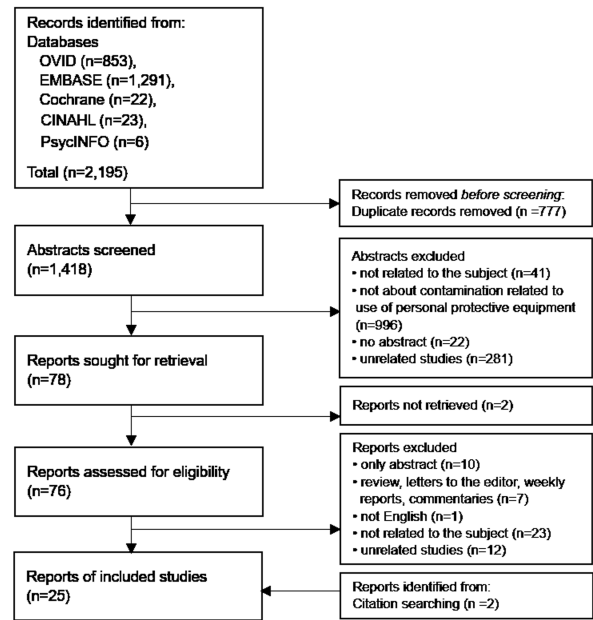 Records identified from:
Databases
OVID (n=853),
EMBASE (n=1,291),
Cochrane (n=22),
CINAHL (n=23),
PsycINFO (n=6)
Total (n=2,195)
Records removed before screening:
Duplicate records removed (n =777)
Abstracts screened
(n=1,418)
Abstracts excluded
• not related to the subject (n=41)
• not about contamination related to
use of personal protective equipment
(n=996)
• no abstract (n=22)
• unrelated studies (n=281)
Reports sought for retrieval
(n=78)
Reports not retrieved (n=2)
Reports assessed for eligibility
(n=76)
Reports excluded
• only abstract (n=10)
• review, letters to the editor, weekly
reports, commentaries (n=7)
• not English (n=1)
• not related to the subject (n=23)
• unrelated studies (n=12)
Reports of included studies
(n=25)
Reports identified from:
Citation searching (n =2)